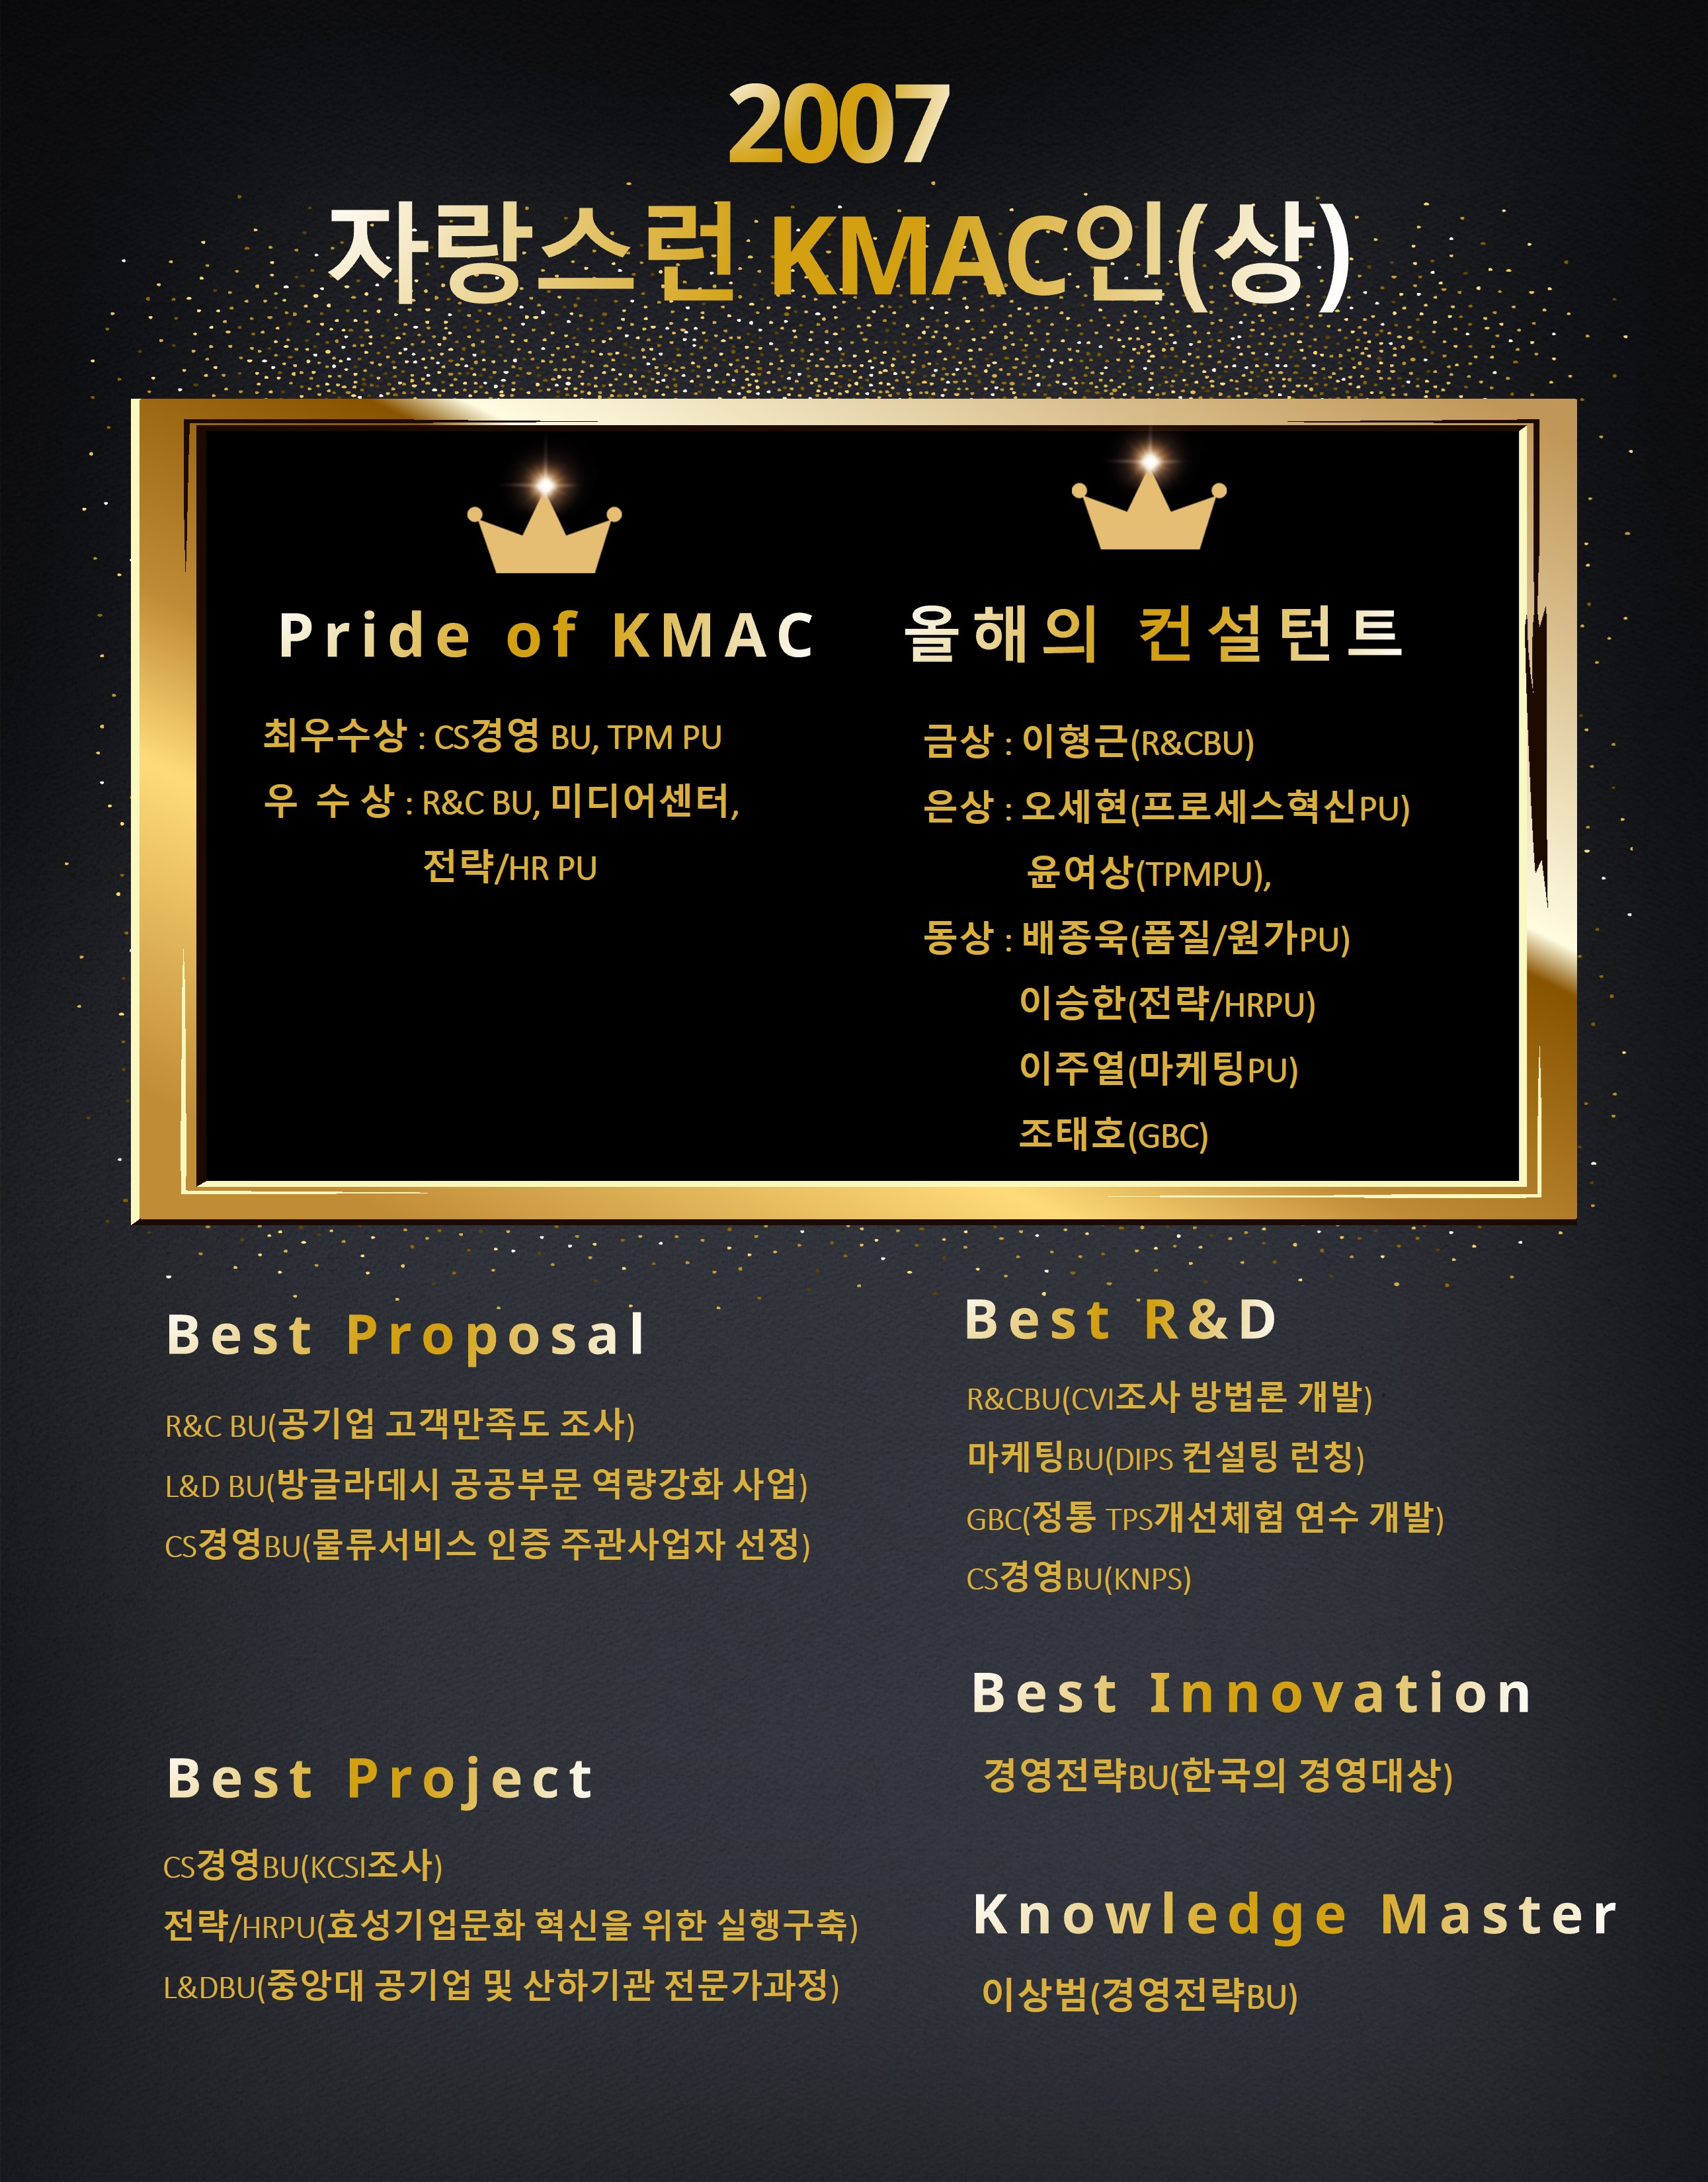 2007
자랑스런 KMAC인(상)
Pride of KMAC
최우수상 : CS경영 BU, TPM PU
우 수 상 : R&C BU, 미디어센터,
전략/HR PU
올해의 컨설턴트
금상 : 이형근(R&CBU)
은상 : 오세현(프로세스혁신PU)
윤여상(TPMPU),
동상 : 배종욱(품질/원가PU)
이승한(전략/HRPU)
이주열(마케팅PU)
조태호(GBC)
Best Proposal
R&C BU(공기업 고객만족도 조사)
L&D BU(방글라데시 공공부문 역량강화 사업)
CS경영BU(물류서비스 인증 주관사업자 선정)
Best R&D
R&CBU(CVI조사 방법론 개발)
마케팅BU(DIPS 컨설팅 런칭)
GBC(정통 TPS개선체험 연수 개발)
CS경영BU(KNPS)
Best Project
CS경영BU(KCSI조사)
전략/HRPU(효성기업문화 혁신을 위한 실행구축)
L&DBU(중앙대 공기업 및 산하기관 전문가과정)
Best Innovation
경영전략BU(한국의 경영대상)
Knowledge Master
이상범(경영전략BU)